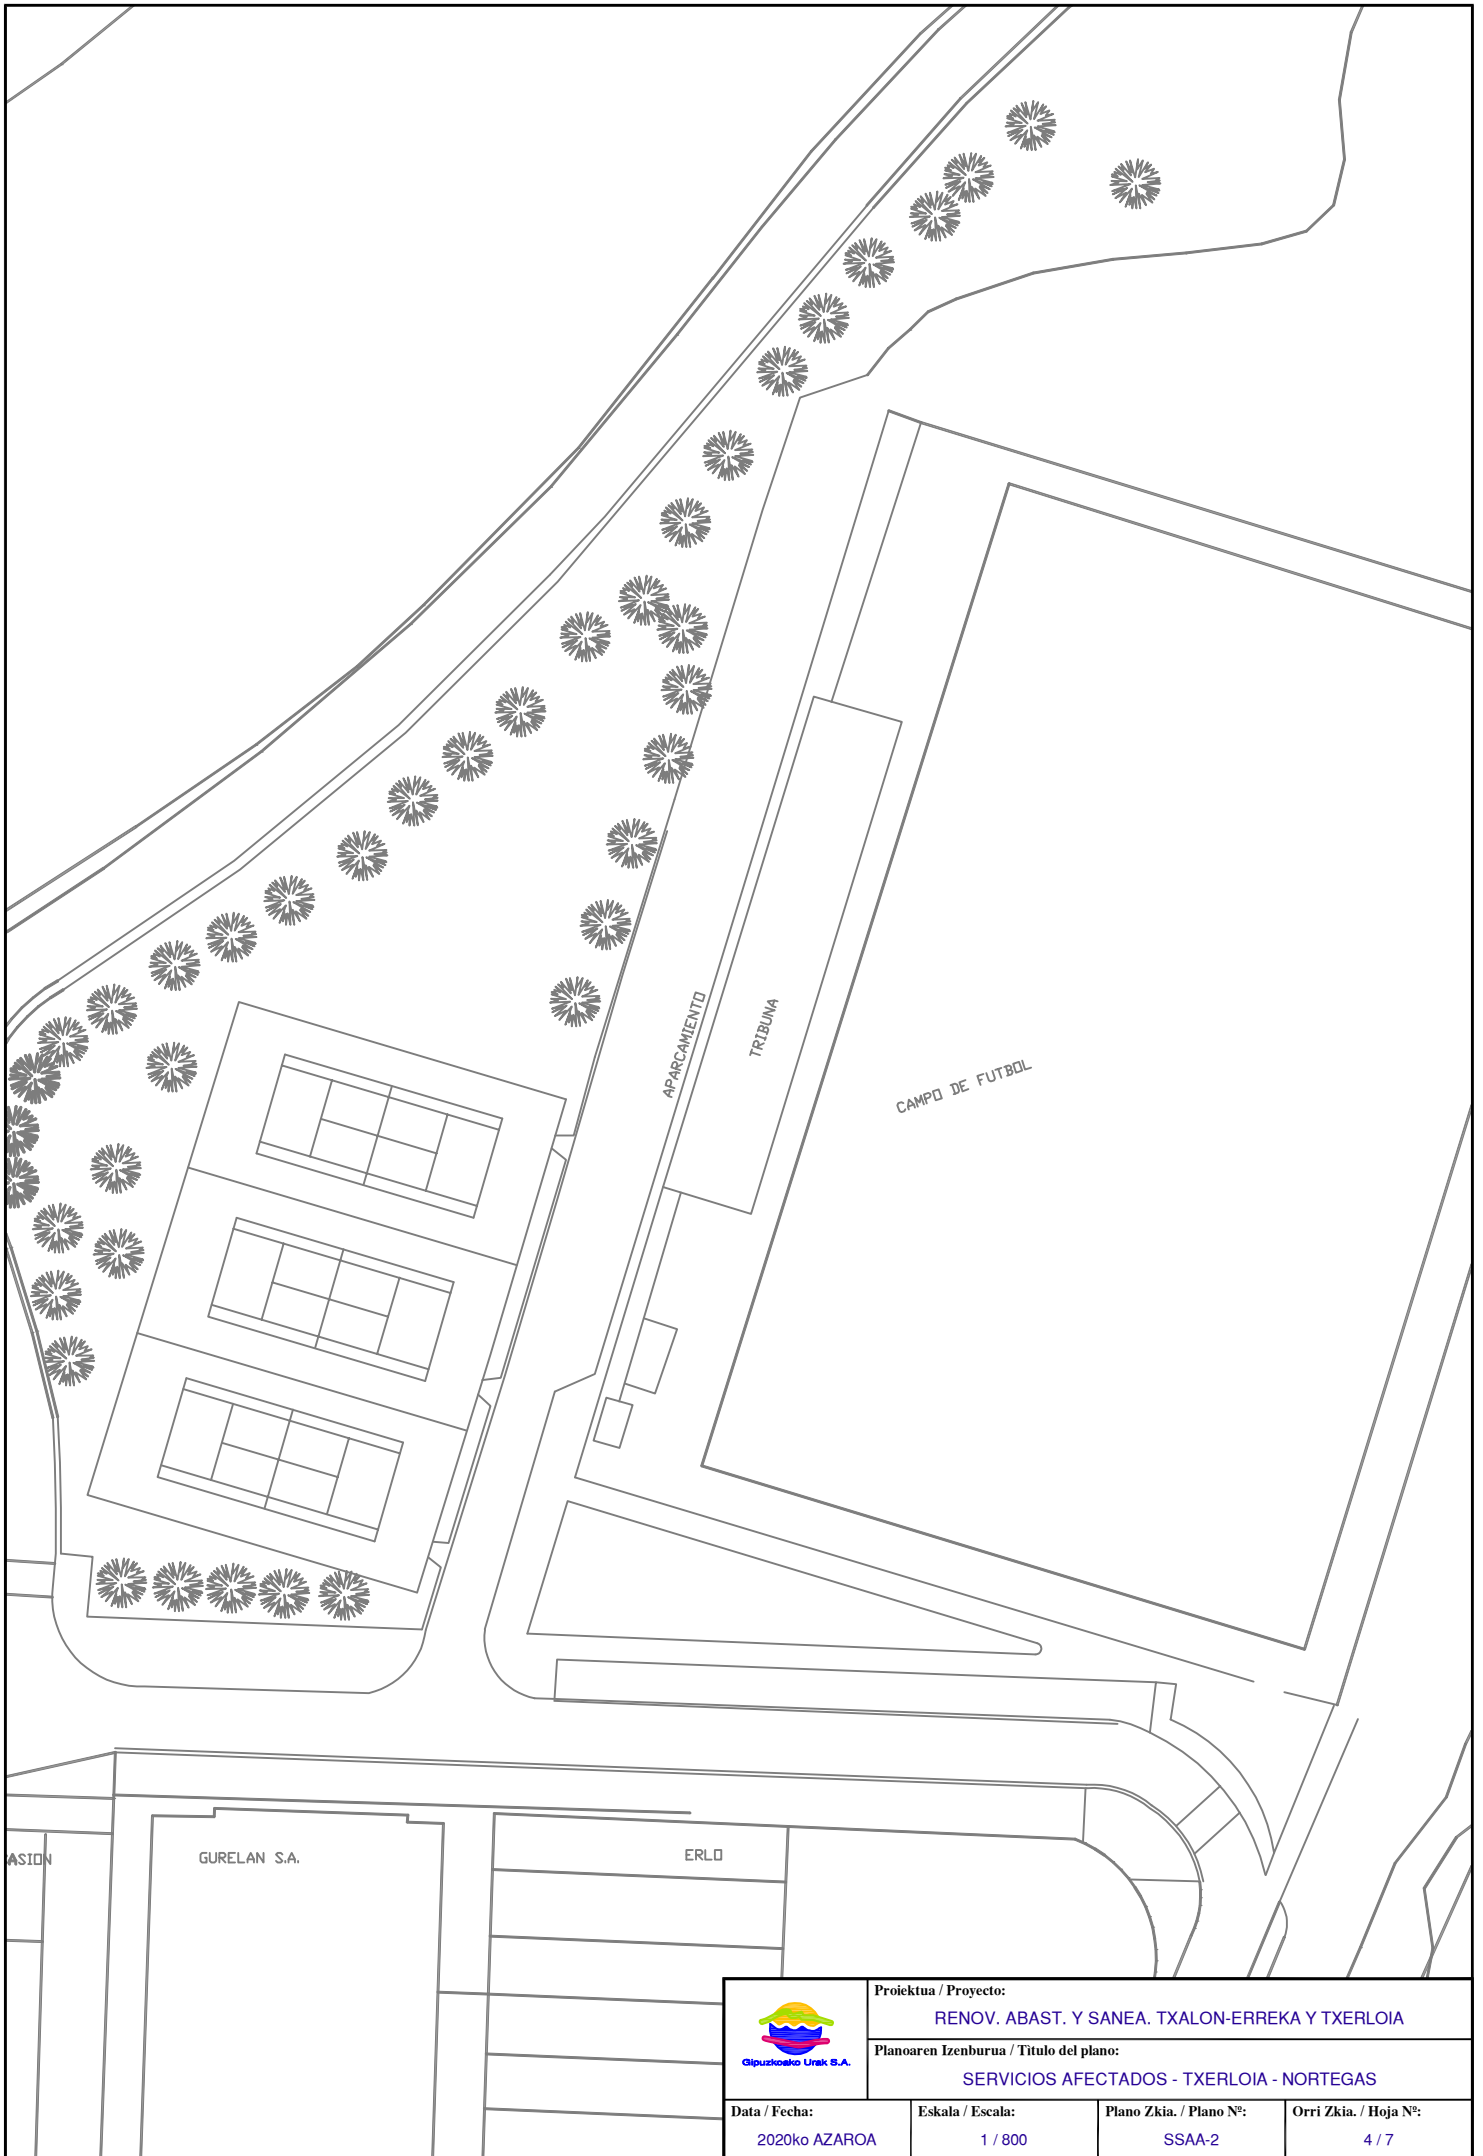 APARCAMIENTO
TRIBUNA
CAMPO DE FUTBOL
ASION
GURELAN S.A.
ERLO
Proiektua / Proyecto:
RENOV. ABAST. Y SANEA. TXALON-ERREKA Y TXERLOIA
Planoaren Izenburua / Título del plano:
SERVICIOS AFECTADOS - TXERLOIA - NORTEGAS
Gipuzkoako Urak S.A.
Data / Fecha:
Eskala / Escala:
Plano Zkia. / Plano Nº:
Orri Zkia. / Hoja Nº:
2020ko AZAROA
1 / 800
SSAA-2
4 / 7